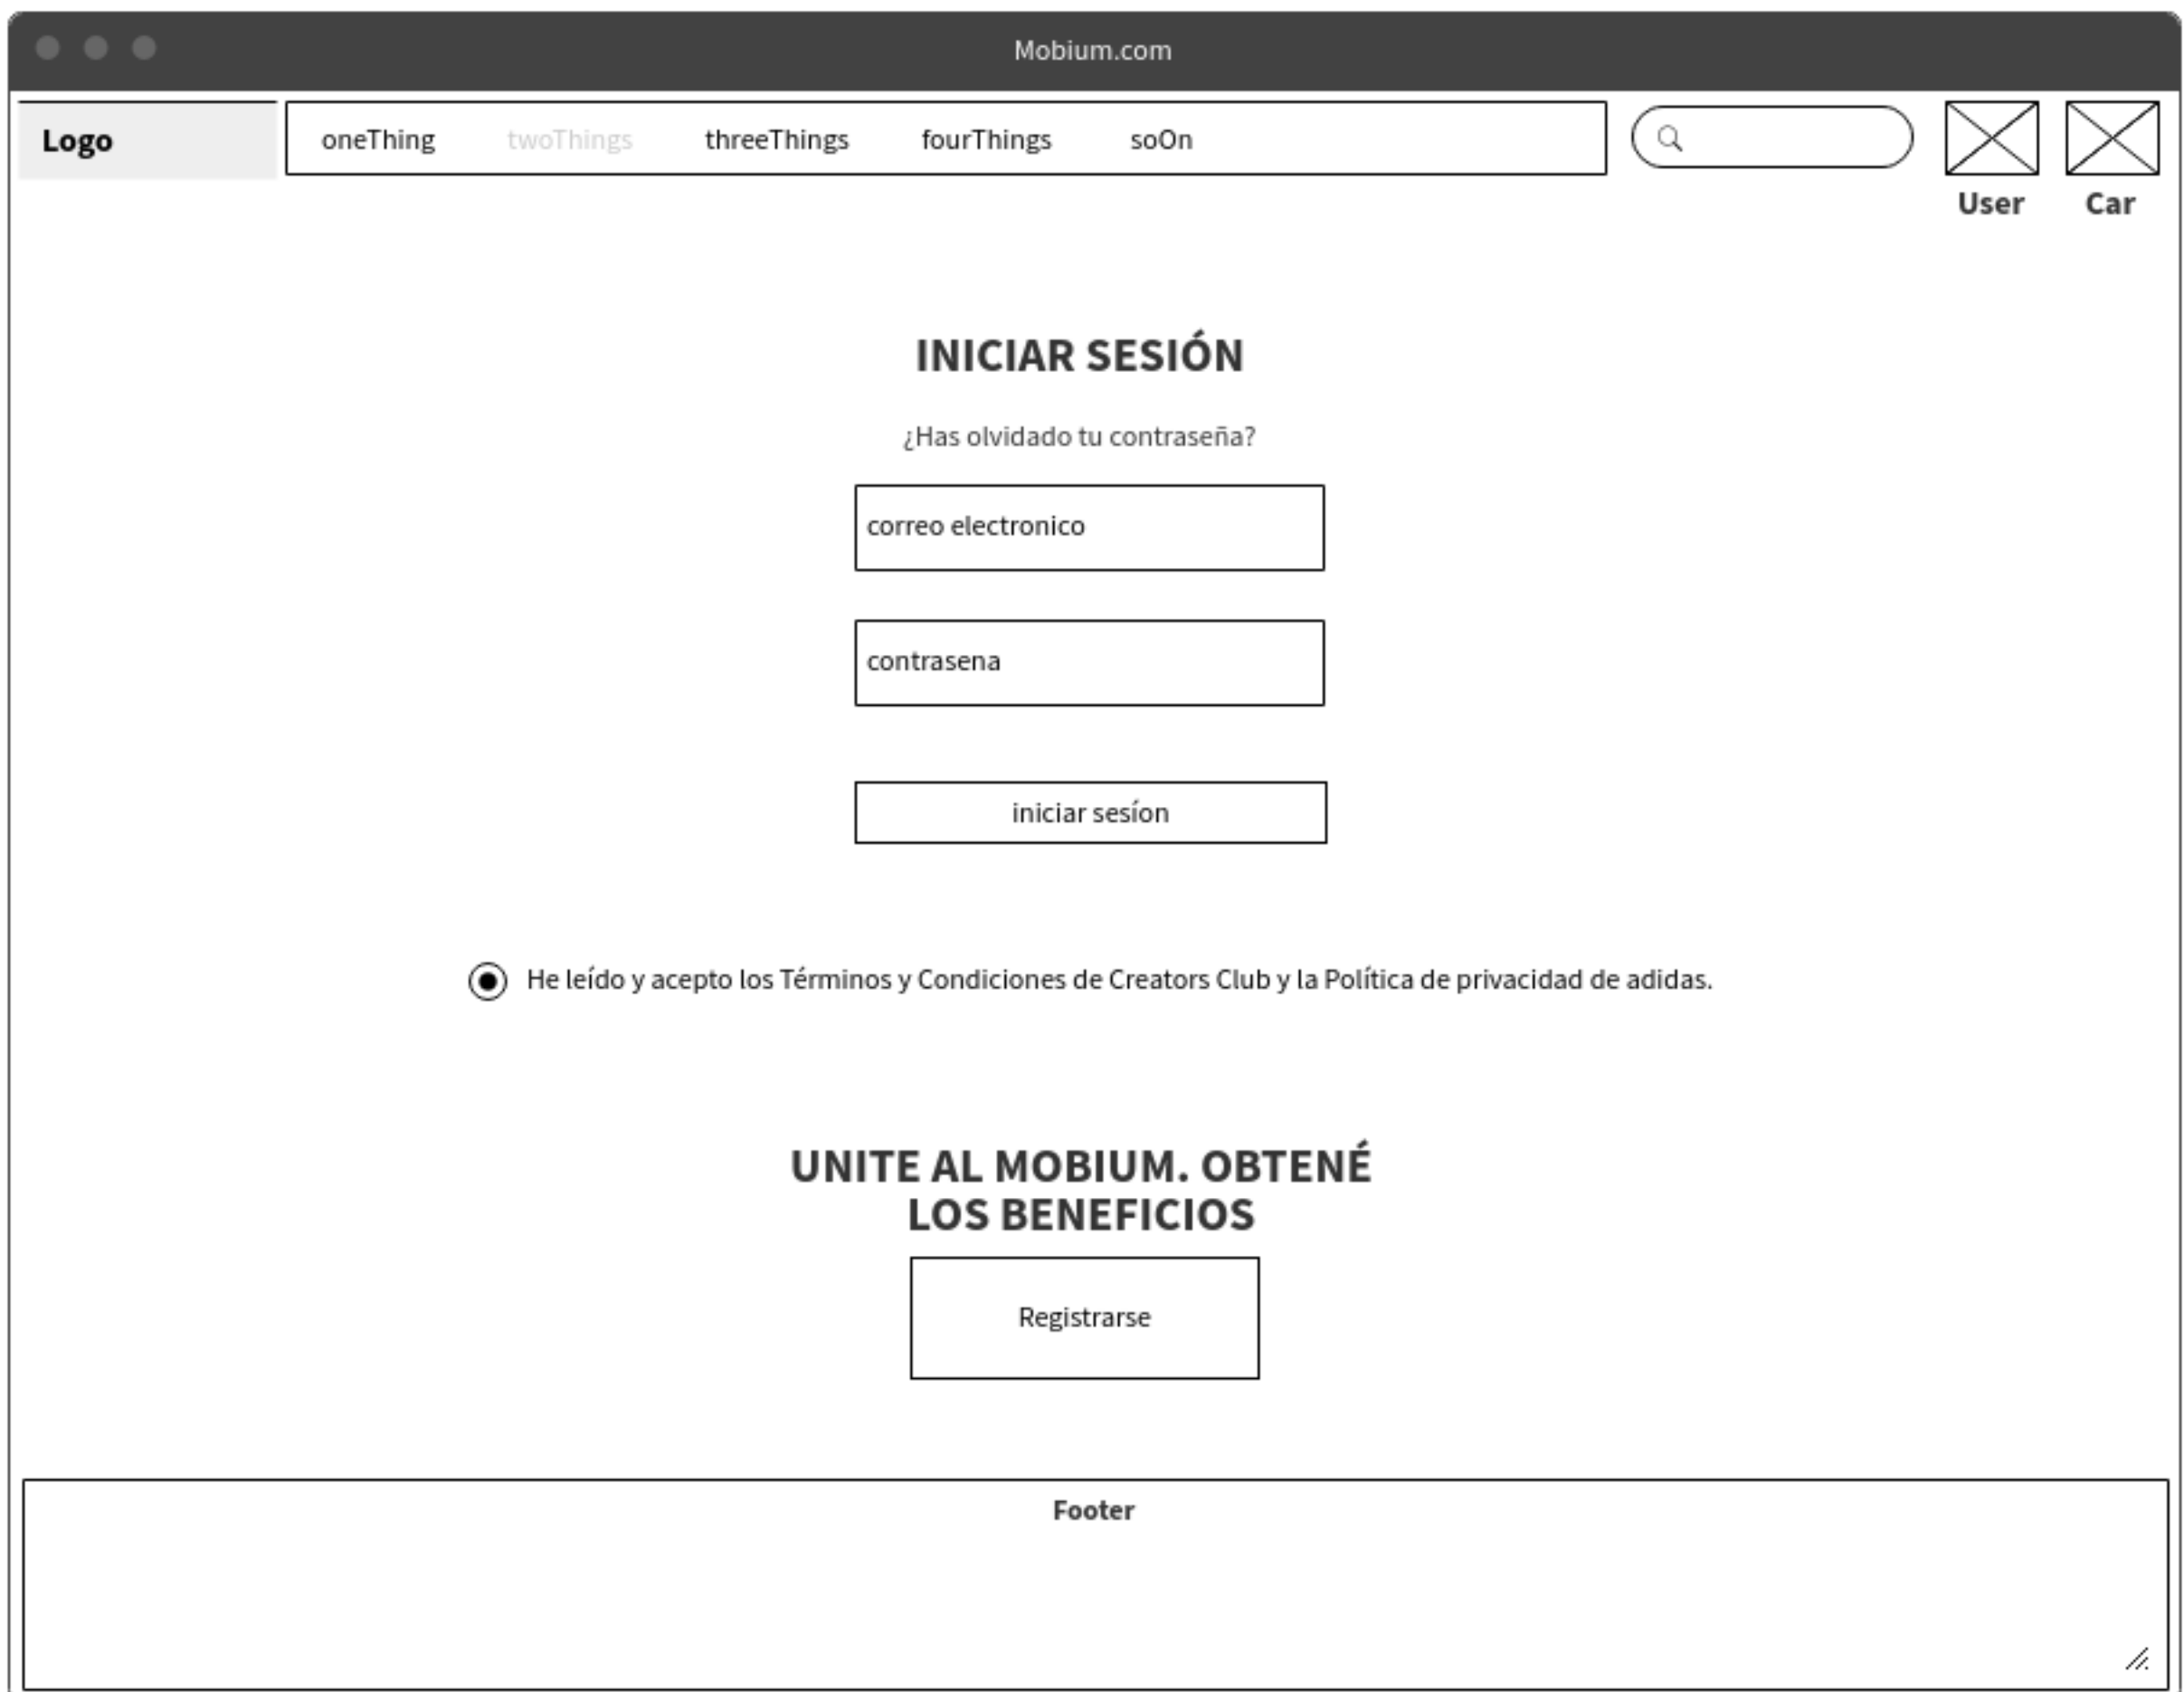 Mobium.com
Logo
oneThing twoThings threeThings fourThings soOn
User Car
INICIAR SESIÓN
¿Has olvidado tu contraseña?
correo electronico
contrasena
iniciar sesíon
He leído y acepto los Términos y Condiciones de Creators Club y la Política de privacidad de adidas.
UNITE AL MOBIUM. OBTENÉ
LOS BENEFICIOS
Registrarse
Footer